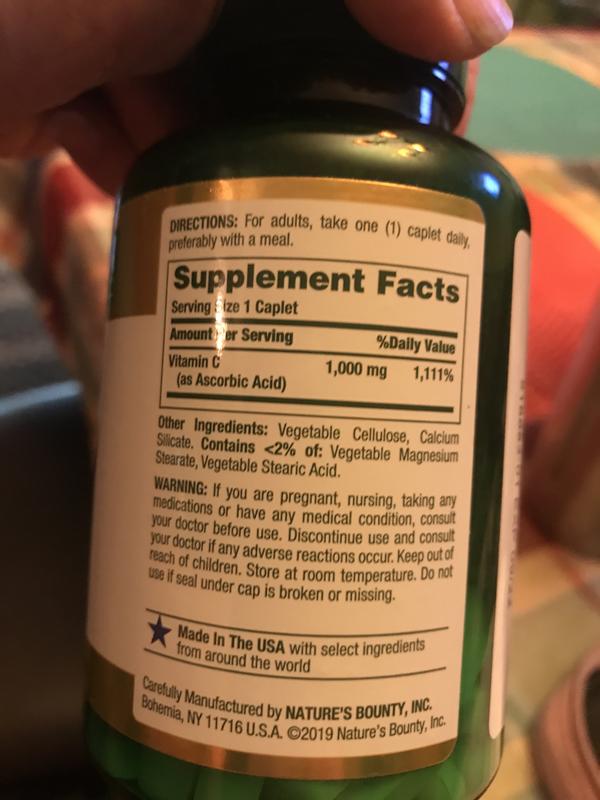 DIRECTIONS: For adults, take one (1) caplet daily,
preferably with a meal.
Supplement Facts
Serving Size 1 Caplet
Amount Per Serving %Daily Value
Vitamin C 1,000 mg 1,111%
(as Ascorbic Acid)
Other Ingredients: Vegetable Cellulose, Calcium
Silicate. Contains <2% of: Vegetable Magnesium
Stearate, Vegetable Stearic Acid.
WARNING: If you are pregnant, nursing, taking any
medications or have any medical condition, consult
your doctor before use. Discontinue use and consult
your doctor if any adverse reactions occur. Keep out of
reach of children. Store at room temperature. Do not
use if seal under cap is broken or missing.
Made In The USA with select ingredients
from around the world
Carefully Manufactured by NATURE'S BOUNTY, INC.
Bohemia, NY 11716 U.S.A. ©2019 Nature's Bounty, Inc.